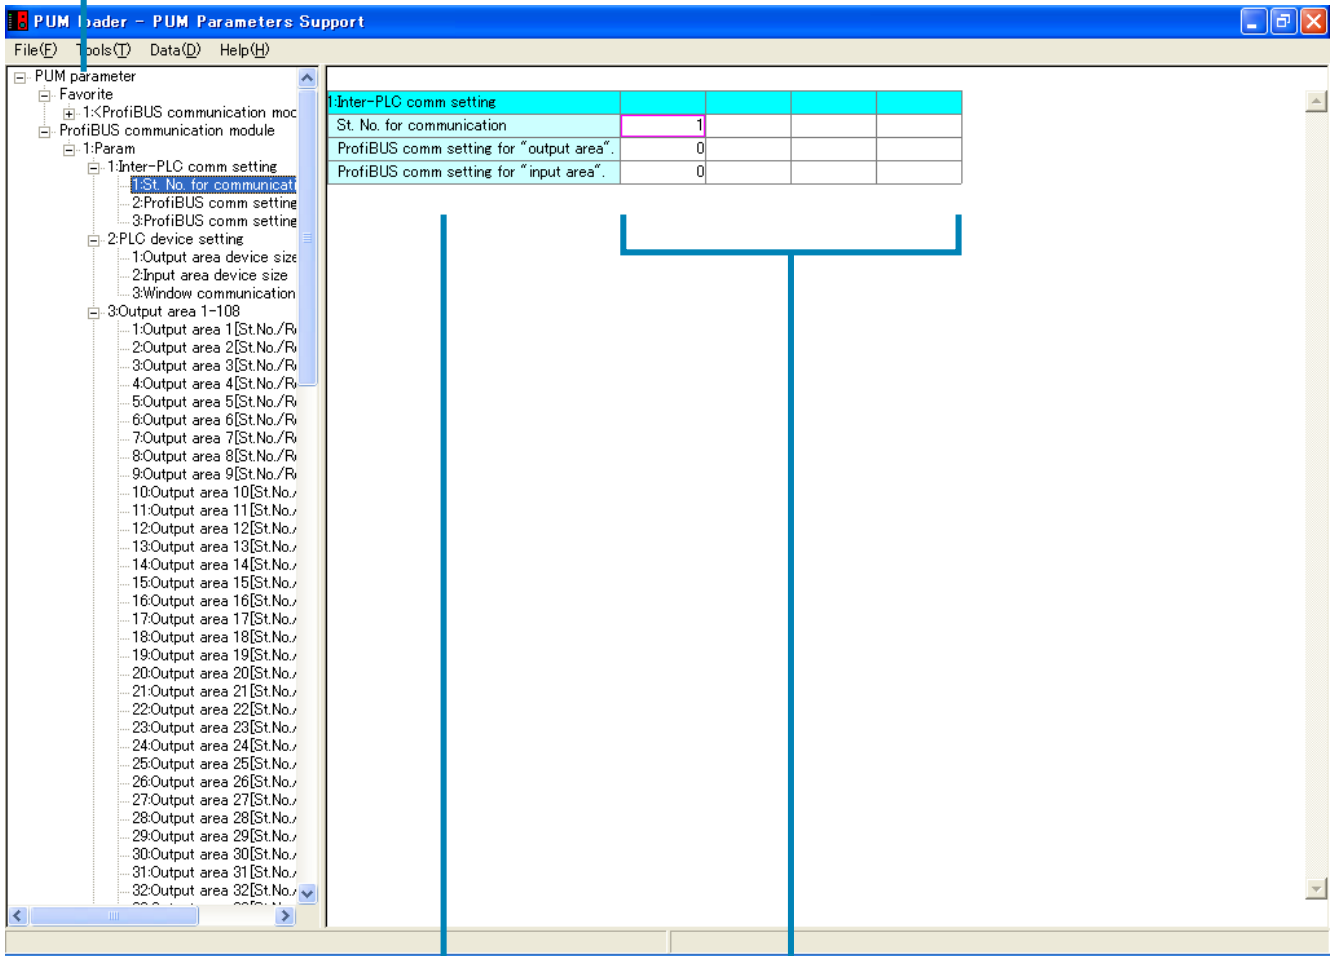 PUM loader - PUM Parameters Support
File(F) Tools(T) Data(D) Help(H)
PUM parameter
Favorite
1:<ProfiBUS communication moc
ProfiBUS communication module
1:Param
1:Inter-PLC comm setting
1:St. No. for communicati
2:ProfiBUS comm setting
3:ProfiBUS comm setting
2:PLC device setting
1:Output area device size
2:Input area device size
3:Window communication
3:Output area 1-108
1:Output area 1[St.No./R
2:Output area 2[St.No./R
3:Output area 3[St.No./R
4:Output area 4[St.No./R
5:Output area 5[St.No./R
6:Output area 6[St.No./R
7:Output area 7[St.No./R
8:Output area 8[St.No./R
9:Output area 9[St.No./R
10:Output area 10[St.No./
11:Output area 11[St.No./
12:Output area 12[St.No./
13:Output area 13[St.No./
14:Output area 14[St.No./
15:Output area 15[St.No./
16:Output area 16[St.No./
17:Output area 17[St.No./
18:Output area 18[St.No./
19:Output area 19[St.No./
20:Output area 20[St.No./
21:Output area 21[St.No./
22:Output area 22[St.No./
23:Output area 23[St.No./
24:Output area 24[St.No./
25:Output area 25[St.No./
26:Output area 26[St.No./
27:Output area 27[St.No./
28:Output area 28[St.No./
29:Output area 29[St.No./
30:Output area 30[St.No./
31:Output area 31[St.No./
32:Output area 32[St.No./
1:Inter-PLC comm setting
St. No. for communication 1
ProfiBUS comm setting for "output area". 0
ProfiBUS comm setting for "input area". 0